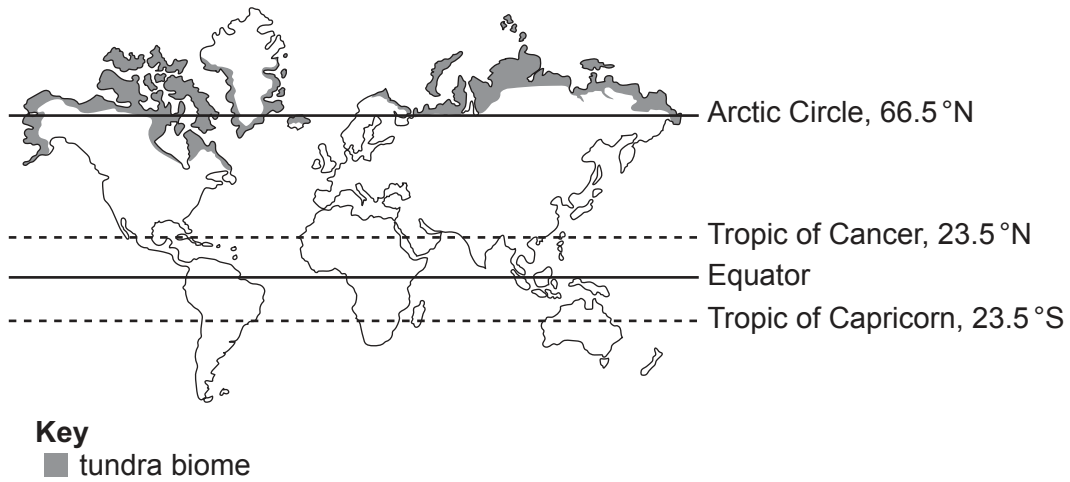 Arctic Circle, 66.5°N
Tropic of Cancer, 23.5°N
Equator
Tropic of Capricorn, 23.5°S
Key
tundra biome